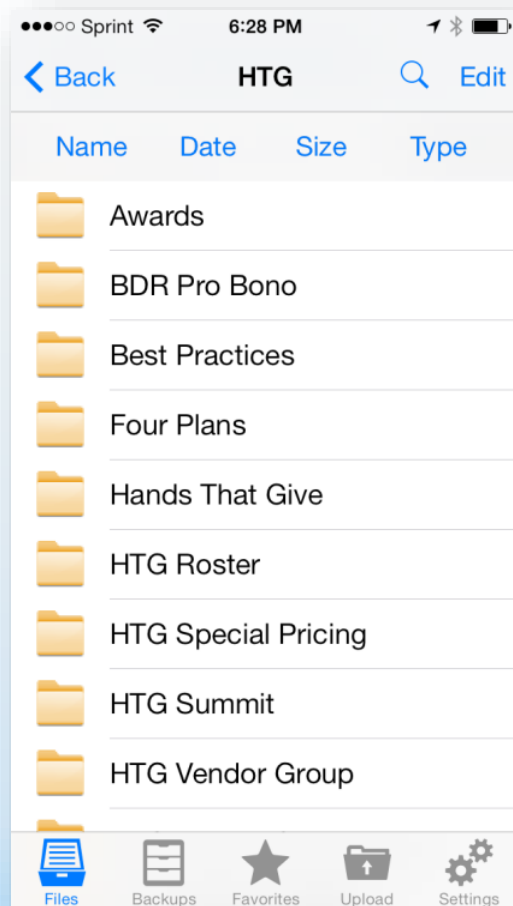 Sprint 6:28 PM
Back HTG Edit
Name Date Size Type
Awards
BDR Pro Bono
Best Practices
Four Plans
Hands That Give
HTG Roster
HTG Special Pricing
HTG Summit
HTG Vendor Group
Files Backups Favorites Upload Settings